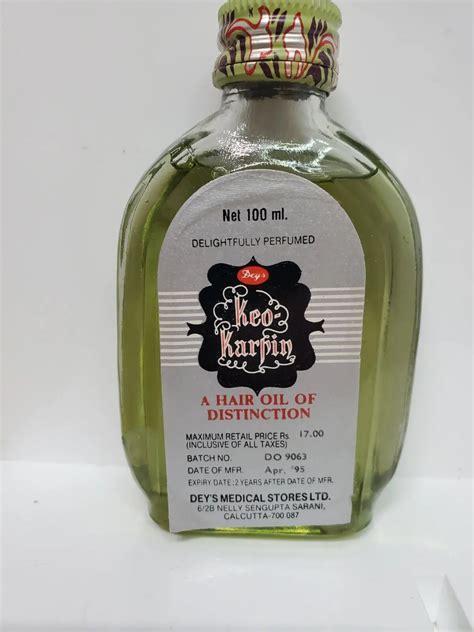 Net 100 ml.
DELIGHTFULLY PERFUMED
Dey's
Keo-
Karpin
A HAIR OIL OF
DISTINCTION
MAXIMUM RETAIL PRICE Rs. 17.00
(INCLUSIVE OF ALL TAXES)
BATCH NO. DO 9063
DATE OF MFR. Apr. '95
EXPIRY DATE : 2 YEARS AFTER DATE OF MFR.
DEY'S MEDICAL STORES LTD.
6/2B NELLY SENGUPTA SARANI,
CALCUTTA-700 087